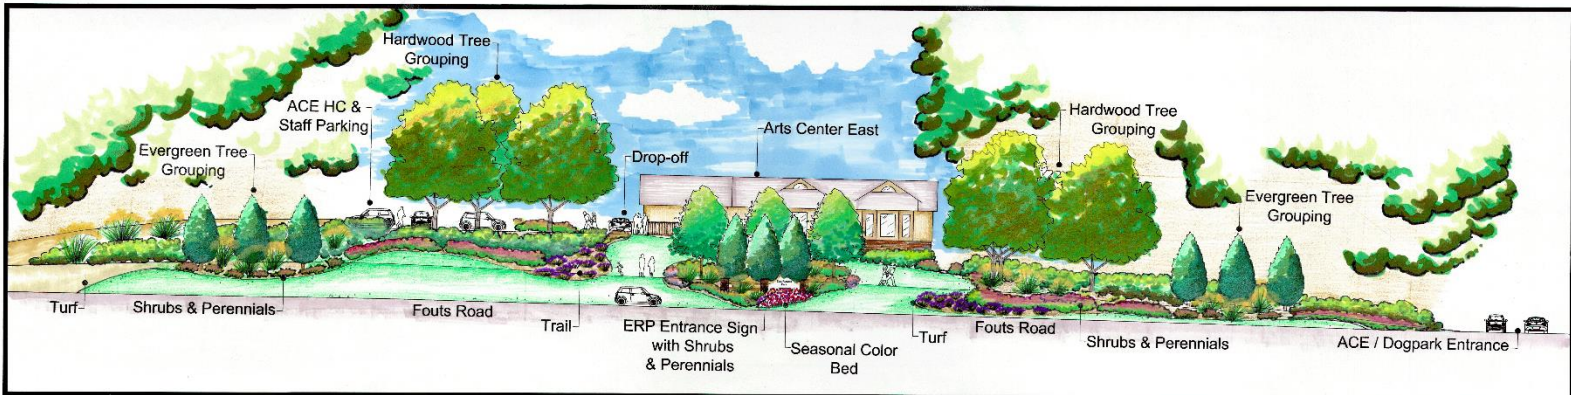 Hardwood Tree
Grouping
ACE HC &
Staff Parking
Evergreen Tree
Grouping
Drop-off
Arts Center East
Hardwood Tree
Grouping
Evergreen Tree
Grouping
Turf
Shrubs & Perennials
Fouts Road
Trail
ERP Entrance Sign
with Shrubs
& Perennials
Seasonal Color
Bed
Turf
Fouts Road
Shrubs & Perennials
ACE / Dogpark Entrance